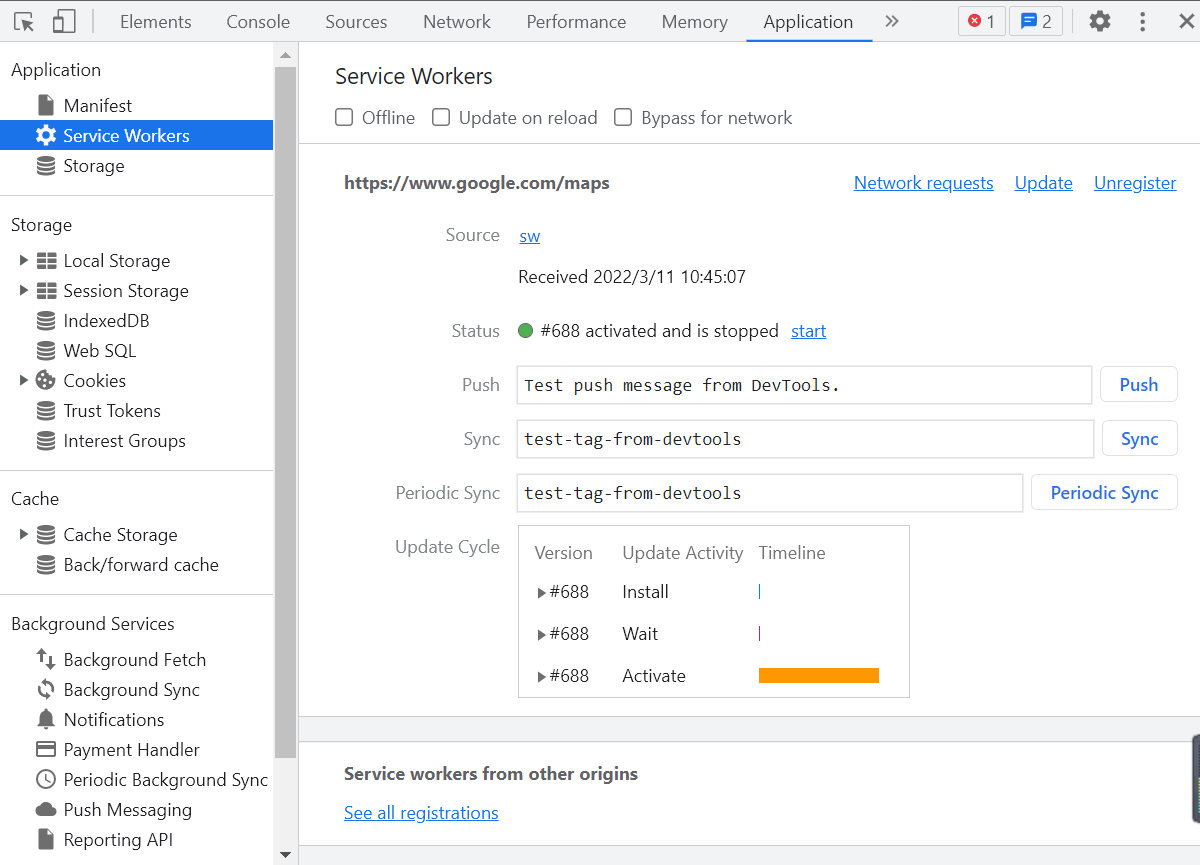 Elements Console Sources Network Performance Memory Application 1 2
Application
Manifest
Service Workers
Storage
Storage
Local Storage
Session Storage
IndexedDB
Web SQL
Cookies
Trust Tokens
Interest Groups
Cache
Cache Storage
Back/forward cache
Background Services
Background Fetch
Background Sync
Notifications
Payment Handler
Periodic Background Sync
Push Messaging
Reporting API
Service Workers
Offline Update on reload Bypass for network
https://www.google.com/maps Network requests Update Unregister
Source sw
Received 2022/3/11 10:45:07
Status #688 activated and is stopped start
Push Test push message from DevTools. Push
Sync test-tag-from-devtools Sync
Periodic Sync test-tag-from-devtools Periodic Sync
Update Cycle Version Update Activity Timeline
#688 Install
#688 Wait
#688 Activate
Service workers from other origins
See all registrations